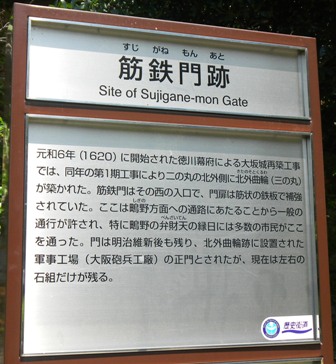 すじ がね もん あと
筋鉄門跡
Site of Sujigane-mon Gate
元和6年（1620）に開始された徳川幕府による大坂城再築工事
では、同年の第1期工事により二の丸の北外側に北外曲輪（三の丸）
が築かれた。筋鉄門はその西の入口で、門扉は筋状の鉄板で補強
されていた。ここは鴫野方面への通路にあたることから一般の
通行が許され、特に鴫野の弁財天の縁日には多数の市民がここ
を通った。門は明治維新後も残り、北外曲輪跡に設置された
軍事工場（大阪砲兵工廠）の正門とされたが、現在は左右の
石組だけが残る。
歴史街道